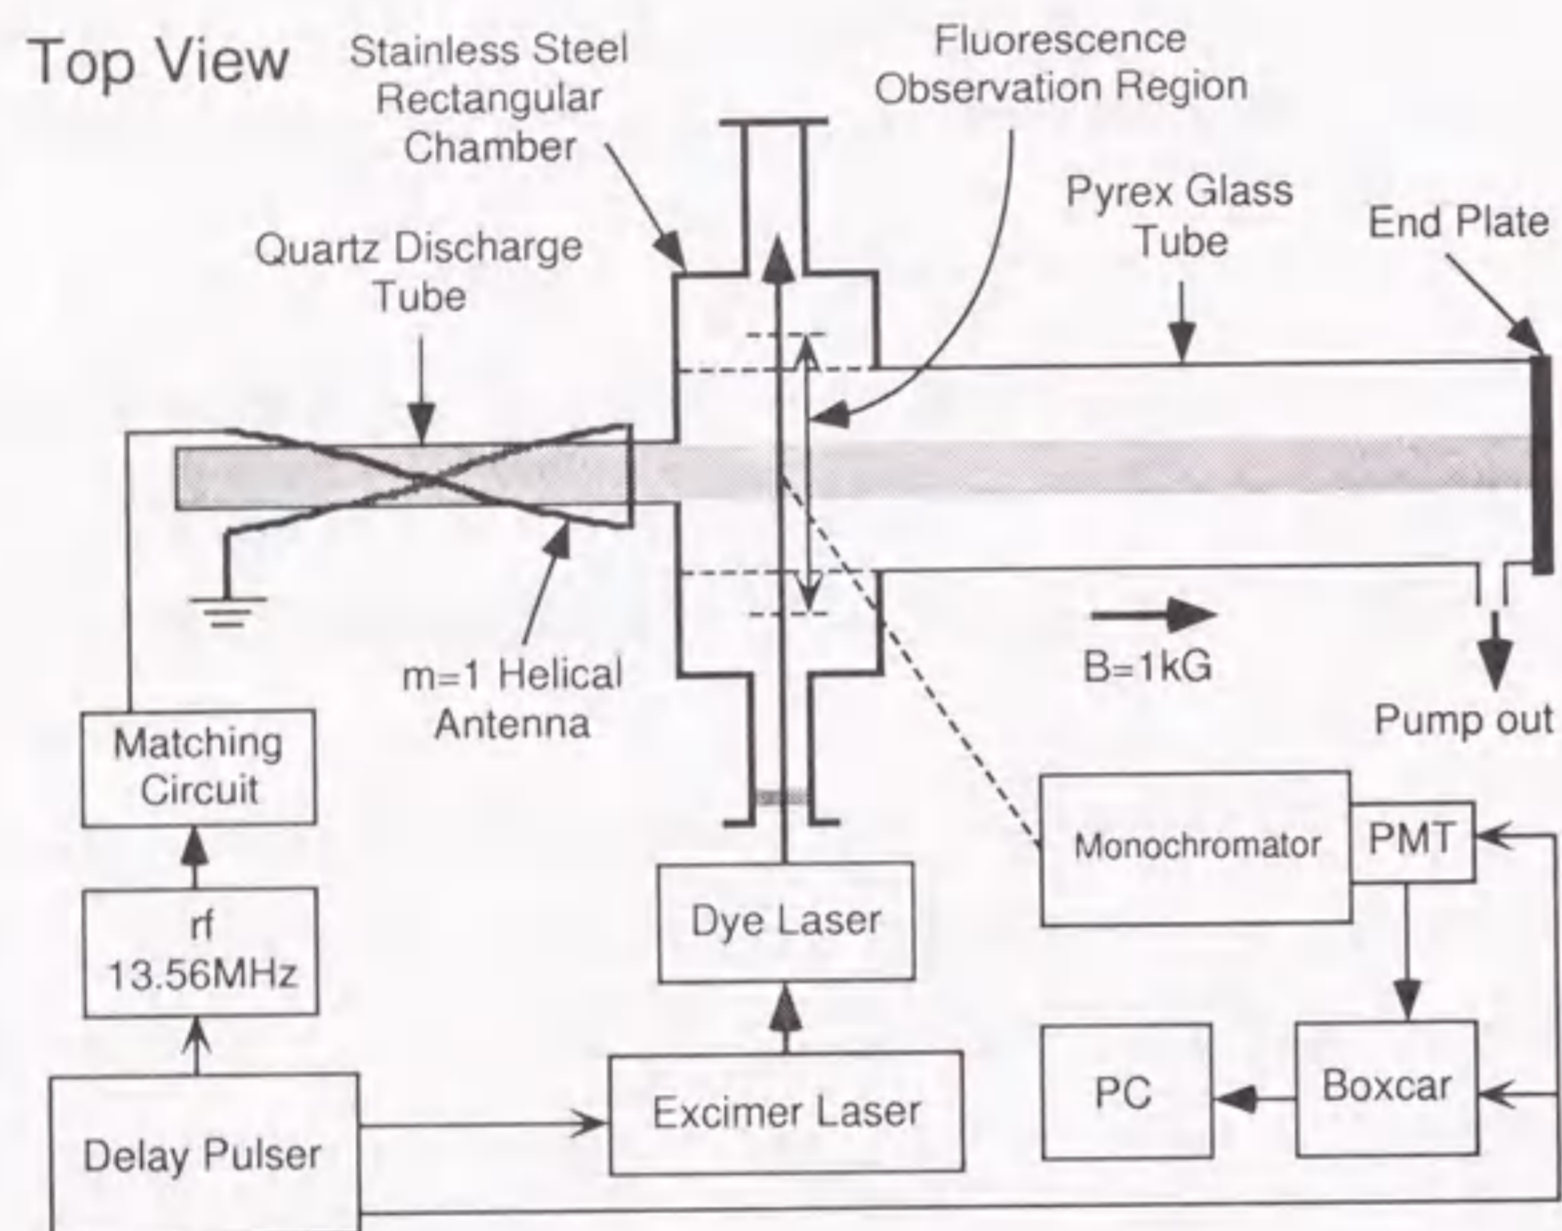 Top View
Stainless Steel
Rectangular
Chamber
Fluorescence
Observation Region
Quartz Discharge
Tube
Pyrex Glass
Tube
End Plate
m=1 Helical
Antenna
B=1kG
Pump out
Matching
Circuit
rf
13.56MHz
Delay Pulser
Dye Laser
Excimer Laser
Monochromator
PMT
PC
Boxcar